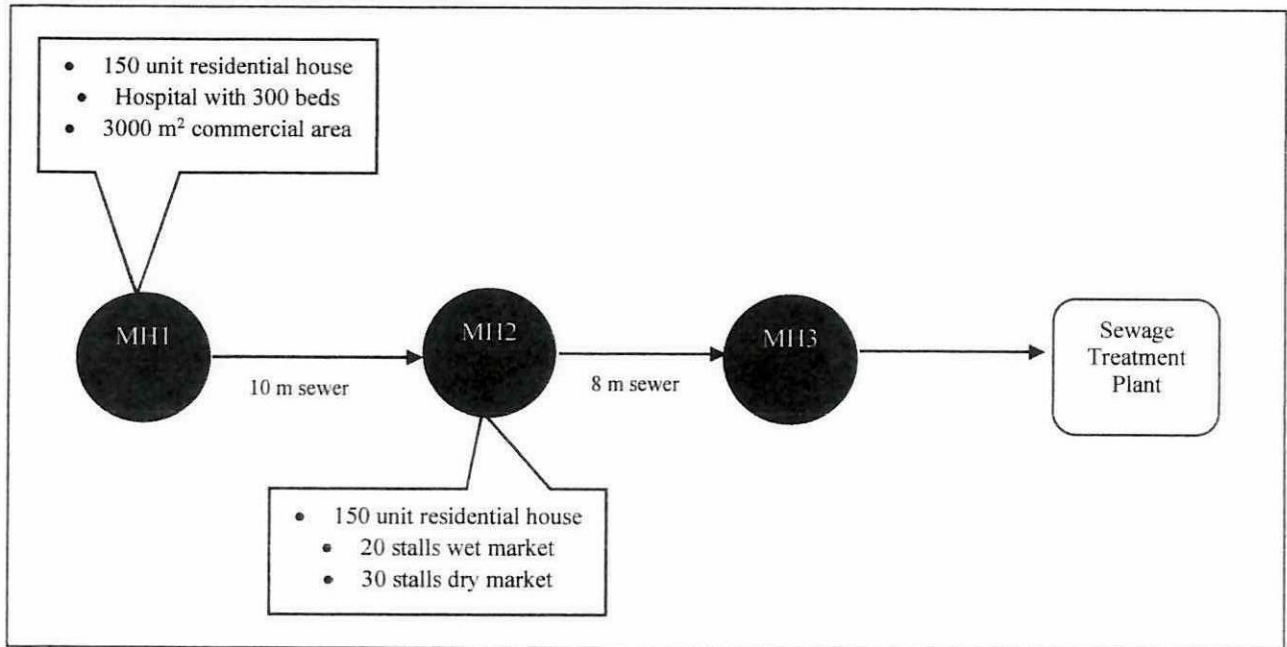 • 150 unit residential house
• Hospital with 300 beds
• 3000 m² commercial area
MH1
MH2
MH3
10 m sewer
8 m sewer
Sewage
Treatment
Plant
• 150 unit residential house
• 20 stalls wet market
• 30 stalls dry market